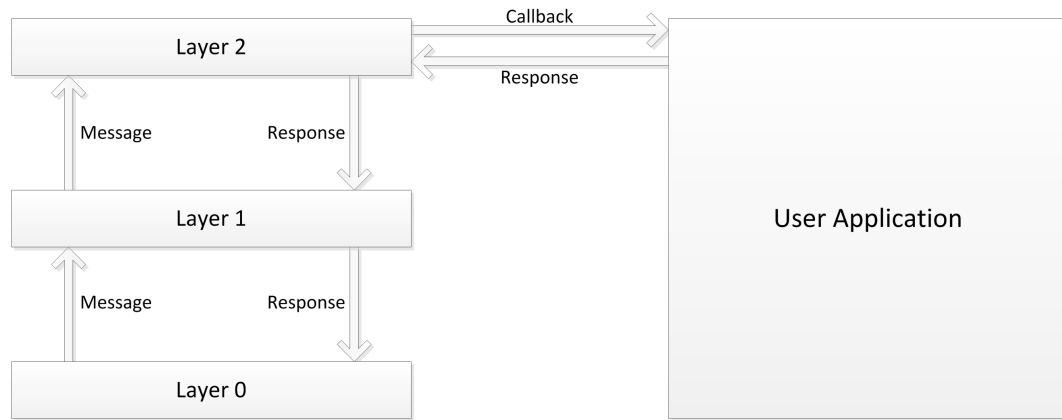 Callback
Layer 2
Response
Message
Response
Layer 1
User Application
Message
Response
Layer 0